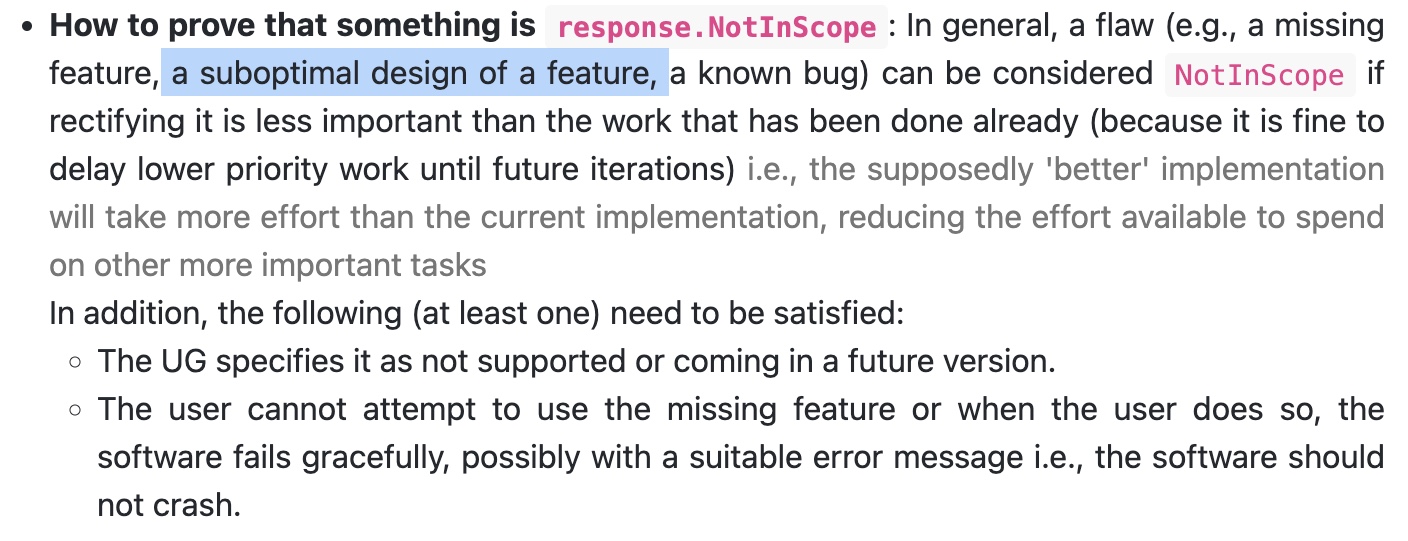 • How to prove that something is response.NotInScope : In general, a flaw (e.g., a missing
feature, a suboptimal design of a feature, a known bug) can be considered NotInScope if
rectifying it is less important than the work that has been done already (because it is fine to
delay lower priority work until future iterations) i.e., the supposedly 'better' implementation
will take more effort than the current implementation, reducing the effort available to spend
on other more important tasks
In addition, the following (at least one) need to be satisfied:
○ The UG specifies it as not supported or coming in a future version.
○ The user cannot attempt to use the missing feature or when the user does so, the
software fails gracefully, possibly with a suitable error message i.e., the software should
not crash.